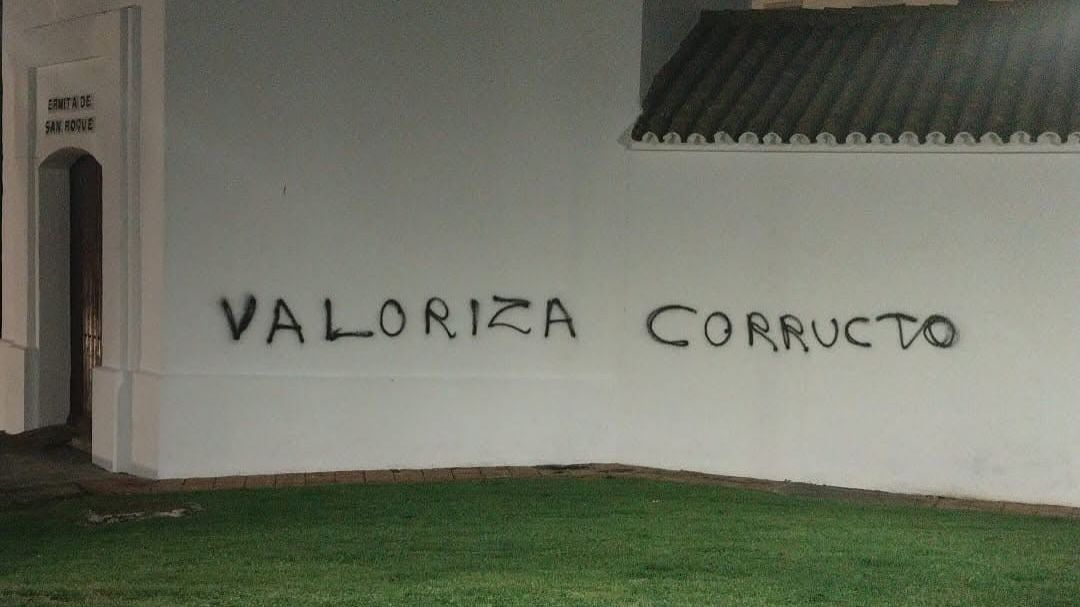 ERMITA DE
SAN ROQUE
VALORIZA CORRUCTO